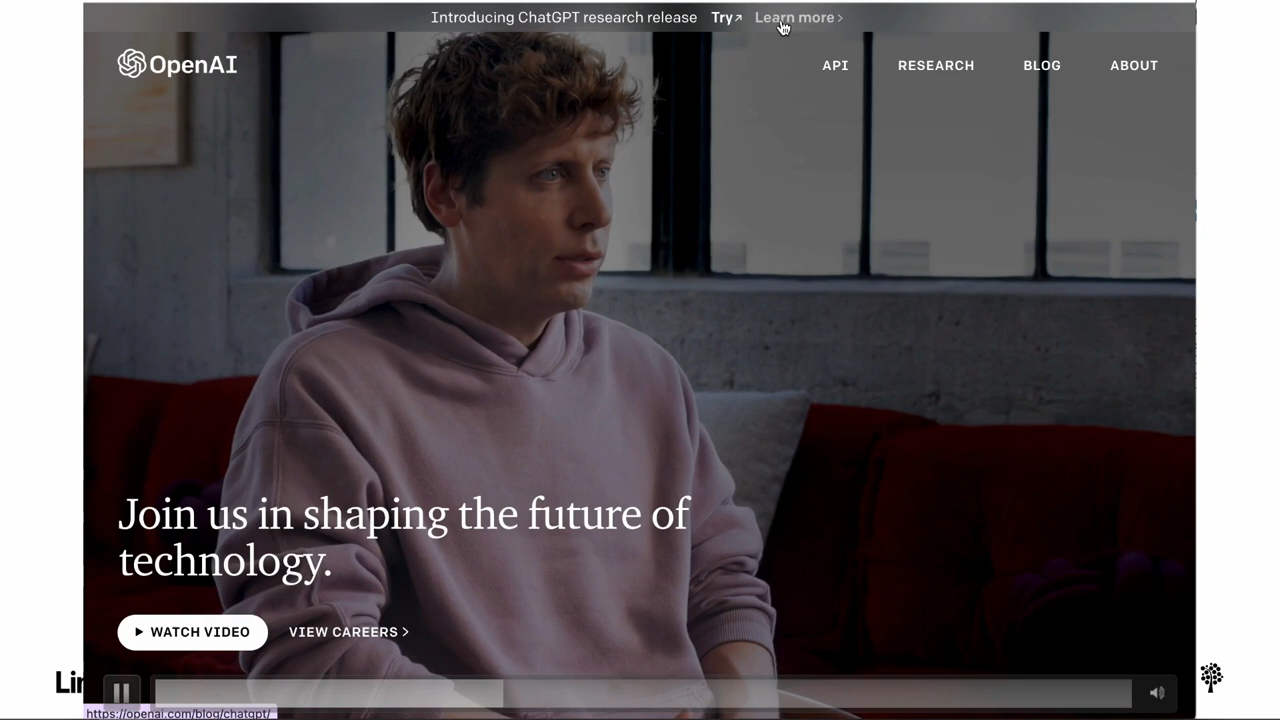 Introducing ChatGPT research release Try↗ Learn more ›
OpenAI
API RESEARCH BLOG ABOUT
Join us in shaping the future of
technology.
WATCH VIDEO VIEW CAREERS >
Lin
https://openai.com/blog/chatgpt/